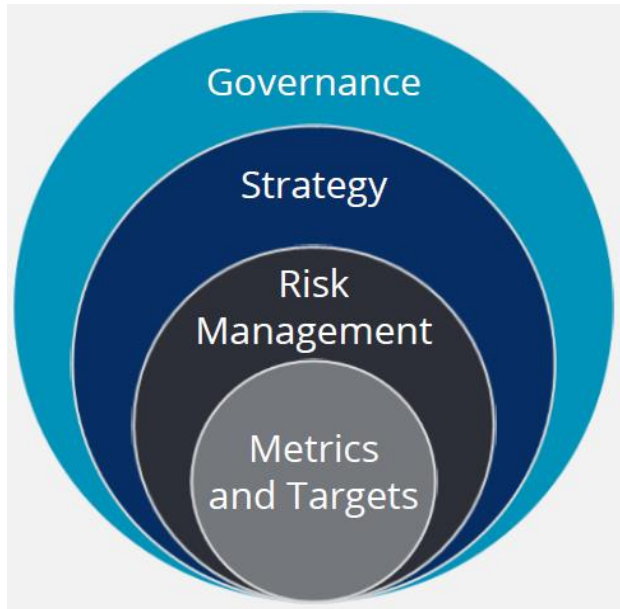 Governance
Strategy
Risk
Management
Metrics
and Targets